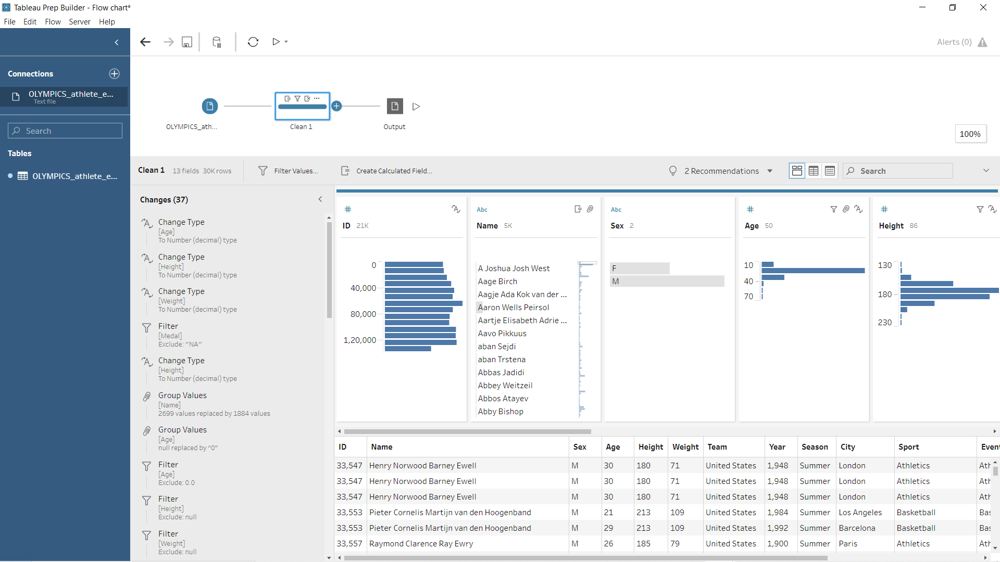 Tableau Prep Builder - Flow chart*
File Edit Flow Server Help
Alerts (0)
Connections
OLYMPICS_athlete_e...
Text file
Search
Tables
OLYMPICS_athlete_e...
OLYMPICS_ath...
Clean 1
Output
100%
Clean 1 13 fields 30K rows Filter Values... Create Calculated Field... 2 Recommendations Search
Changes (37)
Change Type
[Age]
To Number (decimal) type
Change Type
[Height]
To Number (decimal) type
Change Type
[Weight]
To Number (decimal) type
Filter
[Medal]
Exclude: “NA”
Change Type
[Height]
To Number (decimal) type
Group Values
[Name]
2699 values replaced by 1884 values
Group Values
[Age]
null replaced by “0”
Filter
[Age]
Exclude: 0.0
Filter
[Height]
Exclude: null
Filter
[Weight]
Exclude: null
#
ID 21K
0
40,000
80,000
1,20,000
Abc
Name 5K
A Joshua Josh West
Aage Birch
Aagje Ada Kok van der ...
Aaron Wells Peirsol
Aartje Elisabeth Adrie ...
Aavo Pikkuus
aban Sejdi
aban Trstena
Abbas Jadidi
Abbey Weitzeil
Abbos Atayev
Abby Bishop
Abc
Sex 2
F
M
#
Age 50
10
40
70
#
Height 86
130
180
230
ID Name Sex Age Height Weight Team Year Season City Sport Event
33,547 Henry Norwood Barney Ewell M 30 180 71 United States 1,948 Summer London Athletics Ath
33,547 Henry Norwood Barney Ewell M 30 180 71 United States 1,948 Summer London Athletics Ath
33,547 Henry Norwood Barney Ewell M 30 180 71 United States 1,948 Summer London Athletics Ath
33,553 Pieter Cornelis Martijn van den Hoogenband M 21 213 109 United States 1,984 Summer Los Angeles Basketball Bas
33,553 Pieter Cornelis Martijn van den Hoogenband M 29 213 109 United States 1,992 Summer Barcelona Basketball Bas
33,557 Raymond Clarence Ray Ewry M 26 185 79 United States 1,900 Summer Paris Athletics Ath